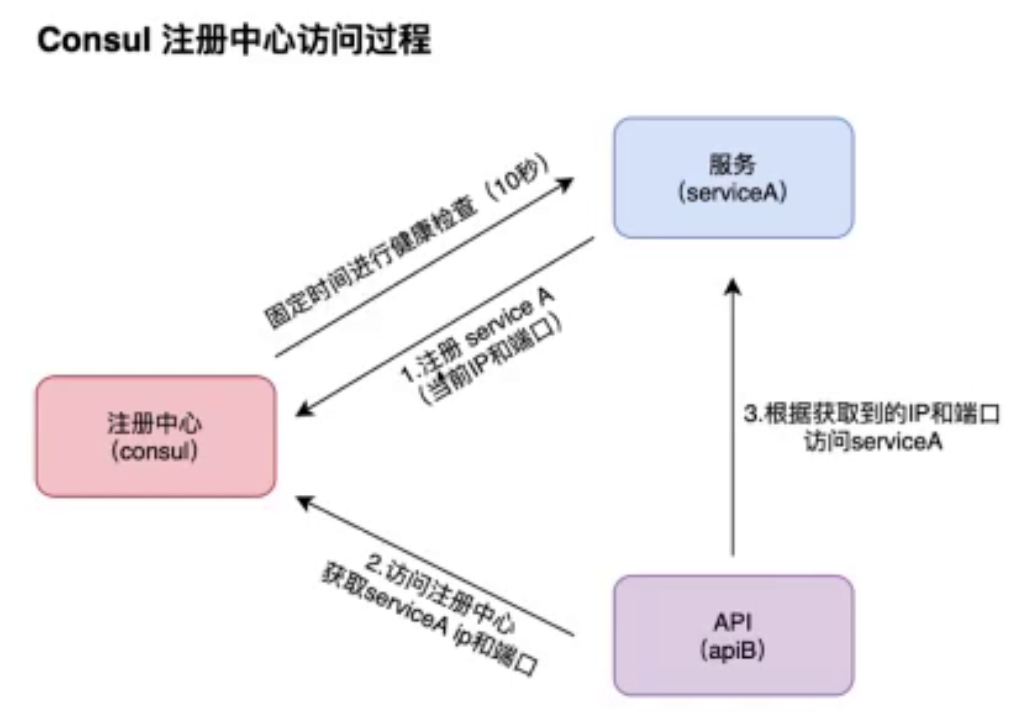 Consul 注册中心访问过程
服务
(serviceA)
固定时间进行健康检查（10秒）
1.注册 service A
(当前IP和端口)
注册中心
(consul)
3.根据获取到的IP和端口
访问serviceA
2.访问注册中心
获取serviceA ip和端口
API
(apiB)